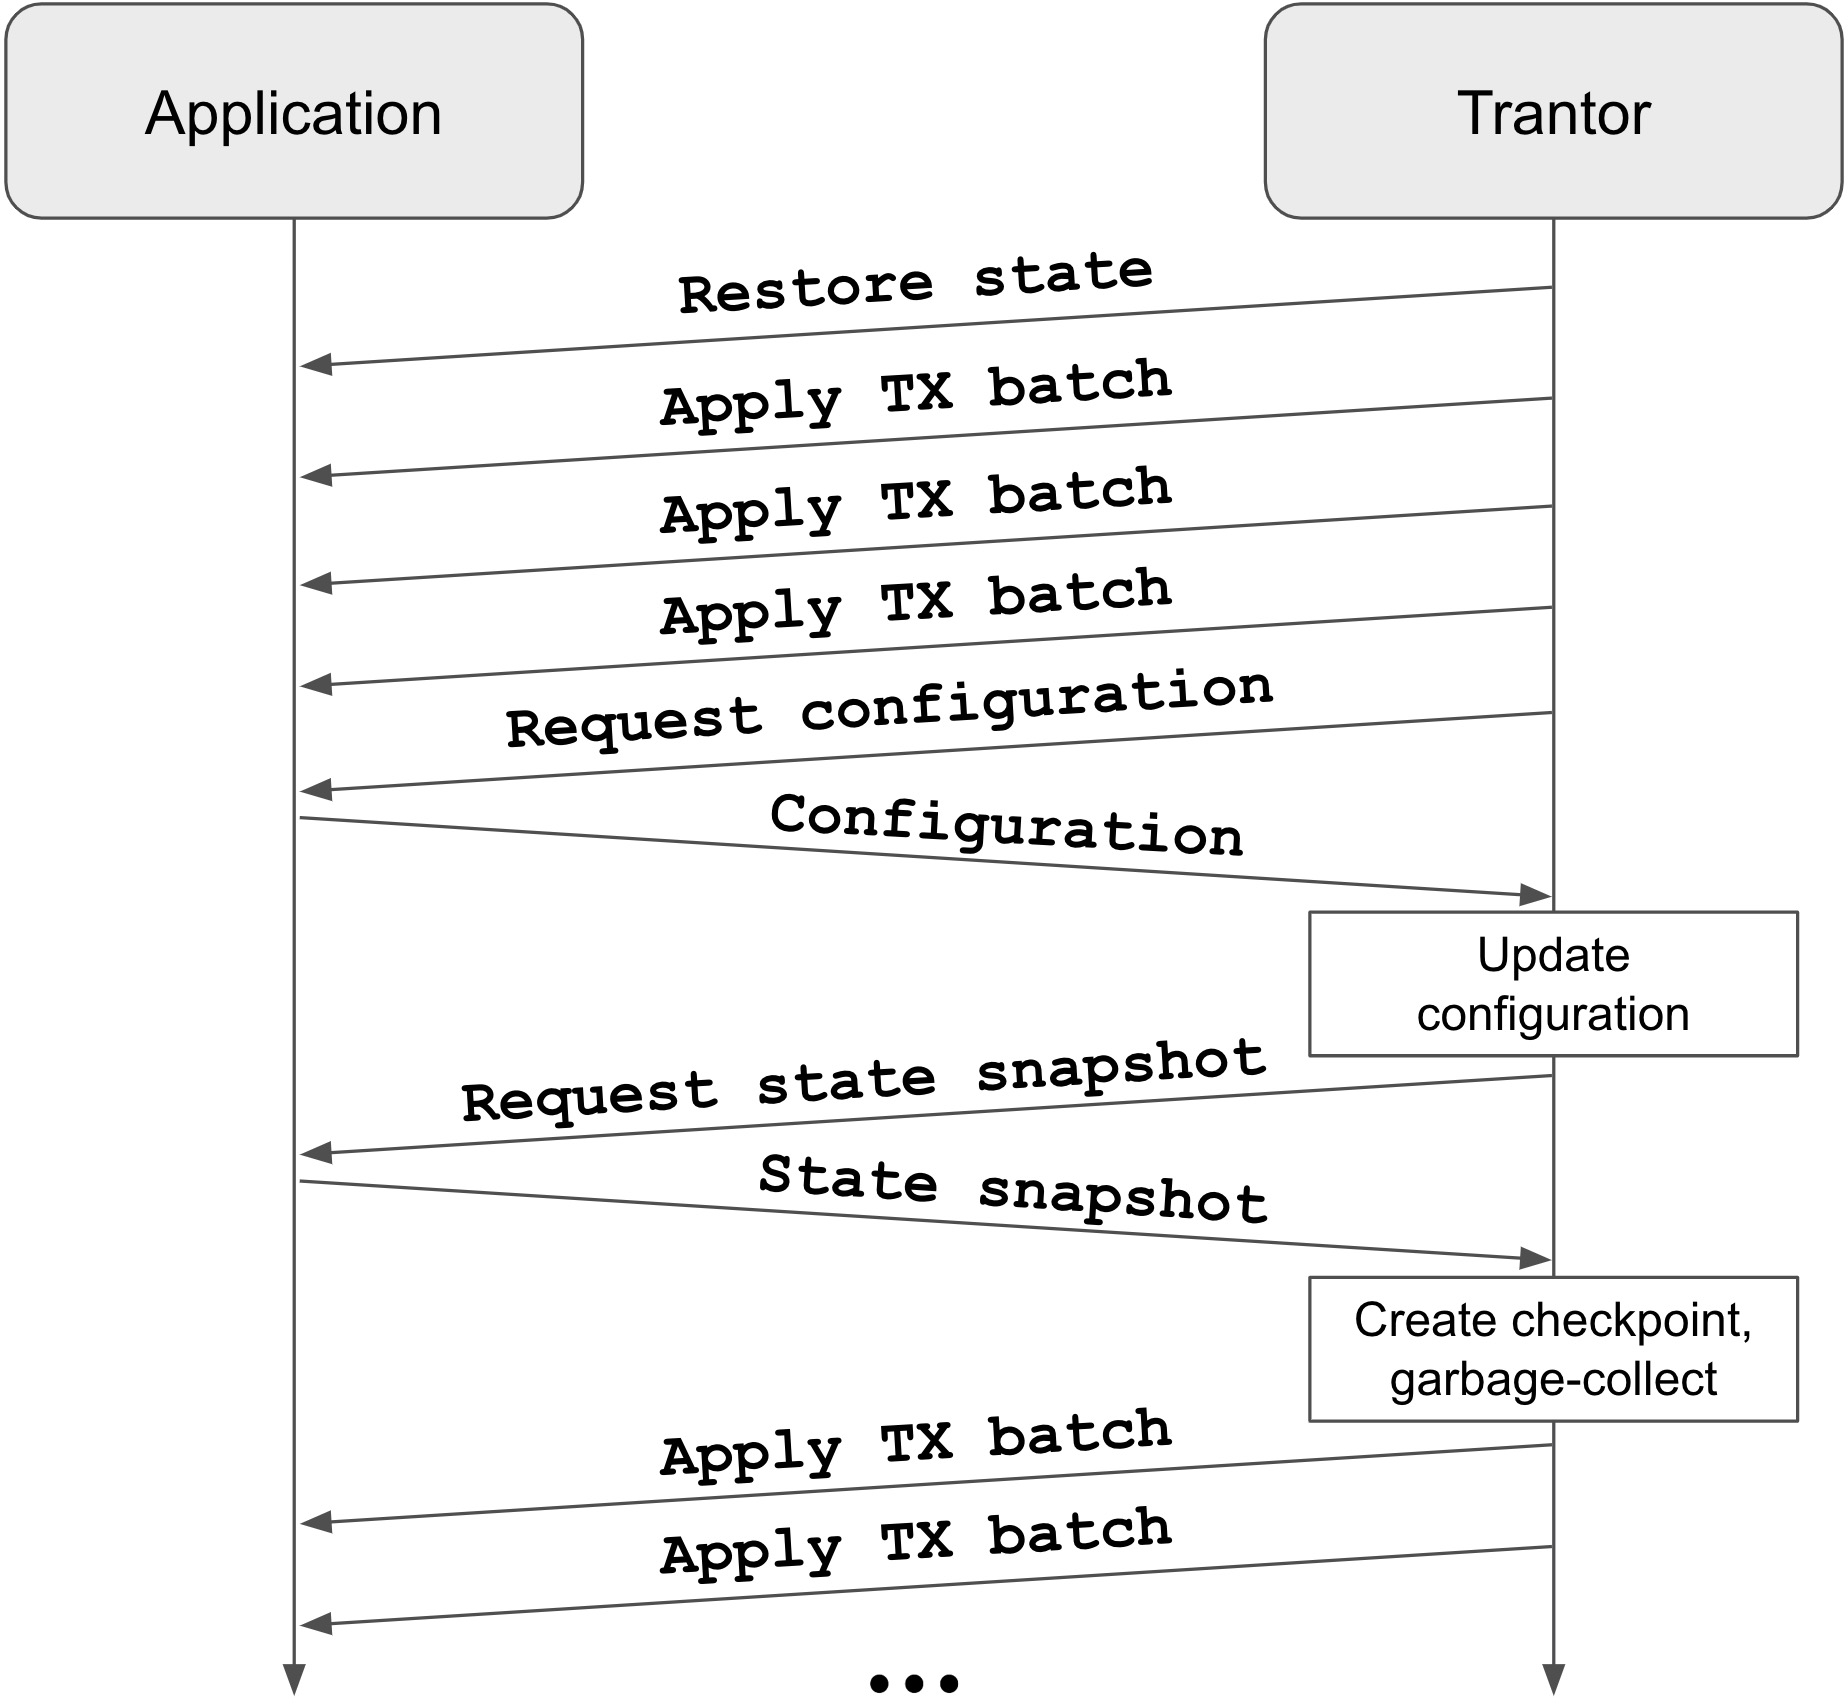 Application
Trantor
Restore state
Apply TX batch
Apply TX batch
Apply TX batch
Request configuration
Configuration
Update
configuration
Request state snapshot
State snapshot
Create checkpoint,
garbage-collect
Apply TX batch
Apply TX batch
...